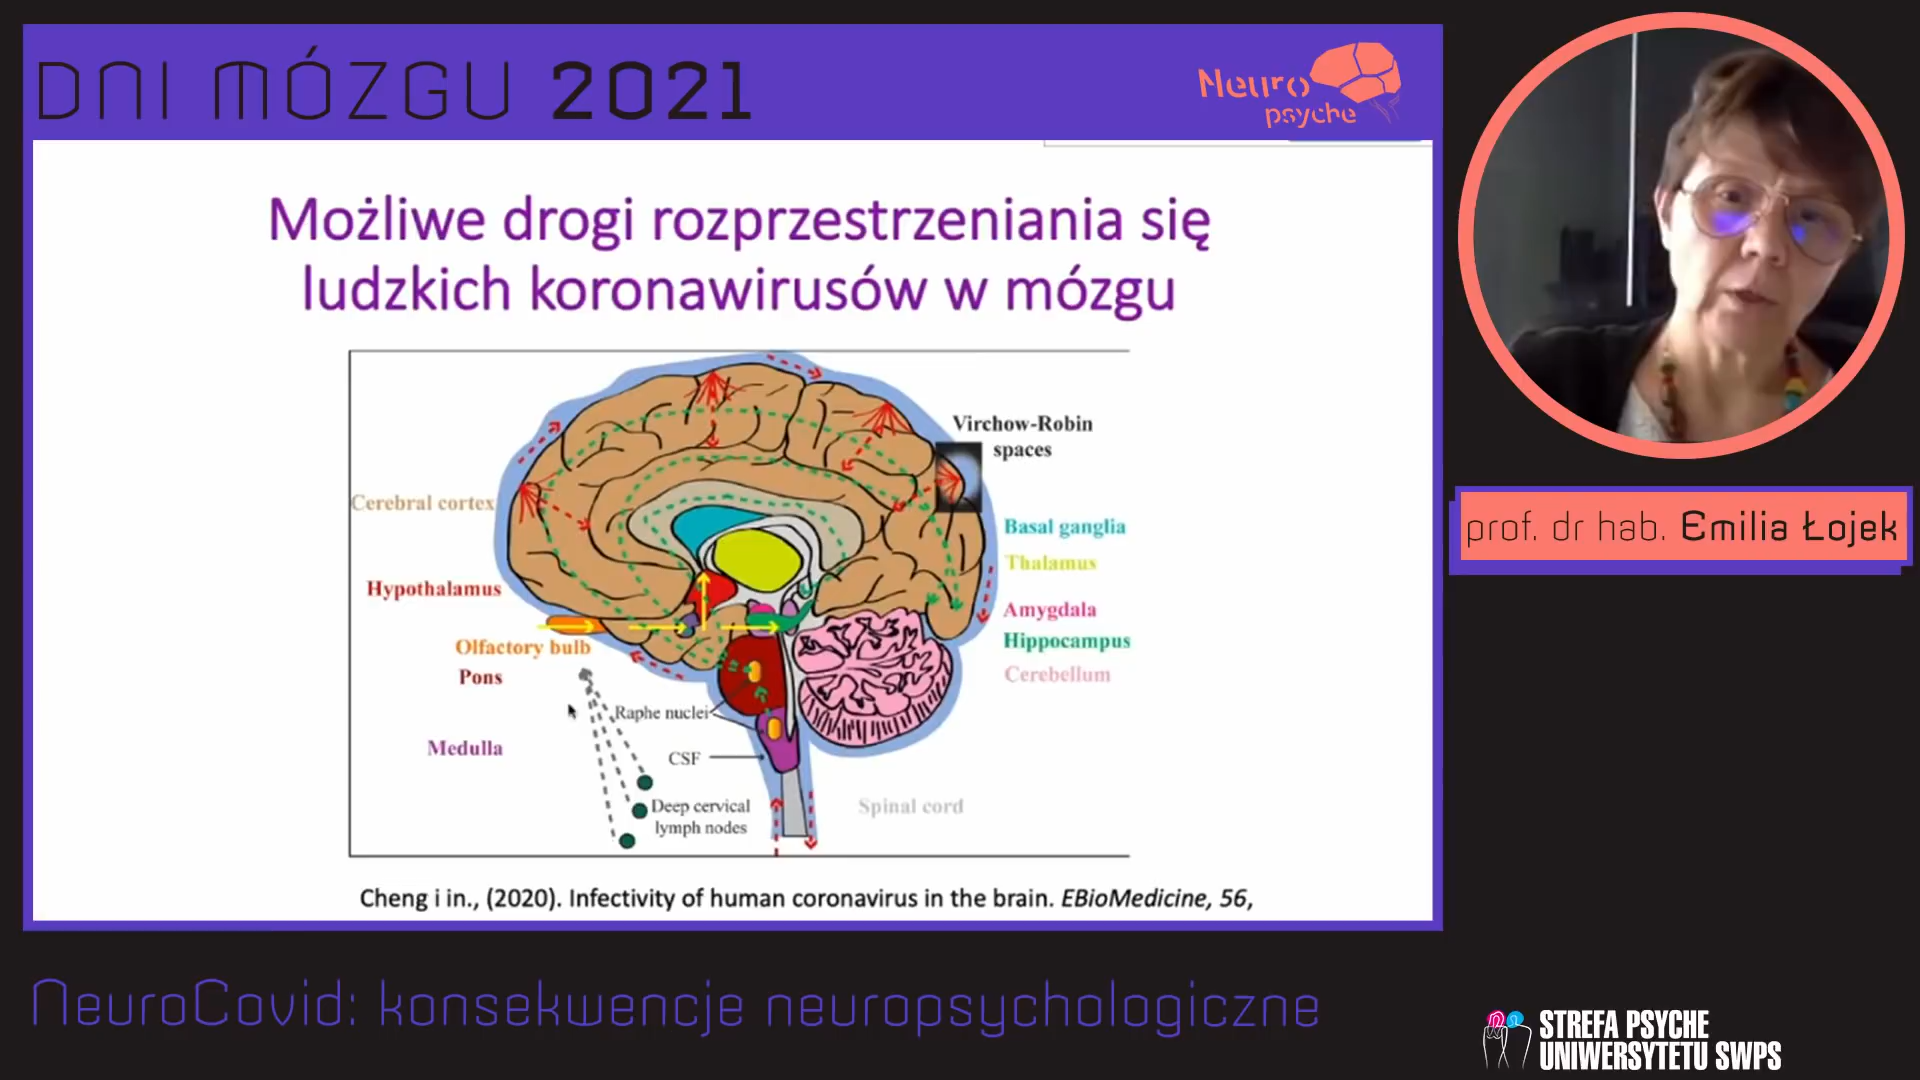 DNI MÓZGU 2021
Neuro
psyche
Możliwe drogi rozprzestrzeniania się
ludzkich koronawirusów w mózgu
Virchow-Robin
spaces
Cerebral cortex
Basal ganglia
Thalamus
Hypothalamus
Amygdala
Olfactory bulb
Hippocampus
Pons
Cerebellum
Raphe nuclei
Medulla
CSF
Deep cervical
lymph nodes
Spinal cord
Cheng i in., (2020). Infectivity of human coronavirus in the brain. EBioMedicine, 56,
prof. dr hab. Emilia Łojek
NeuroCovid: konsekwencje neuropsychologiczne
STREFA PSYCHE
UNIWERSYTETU SWPS